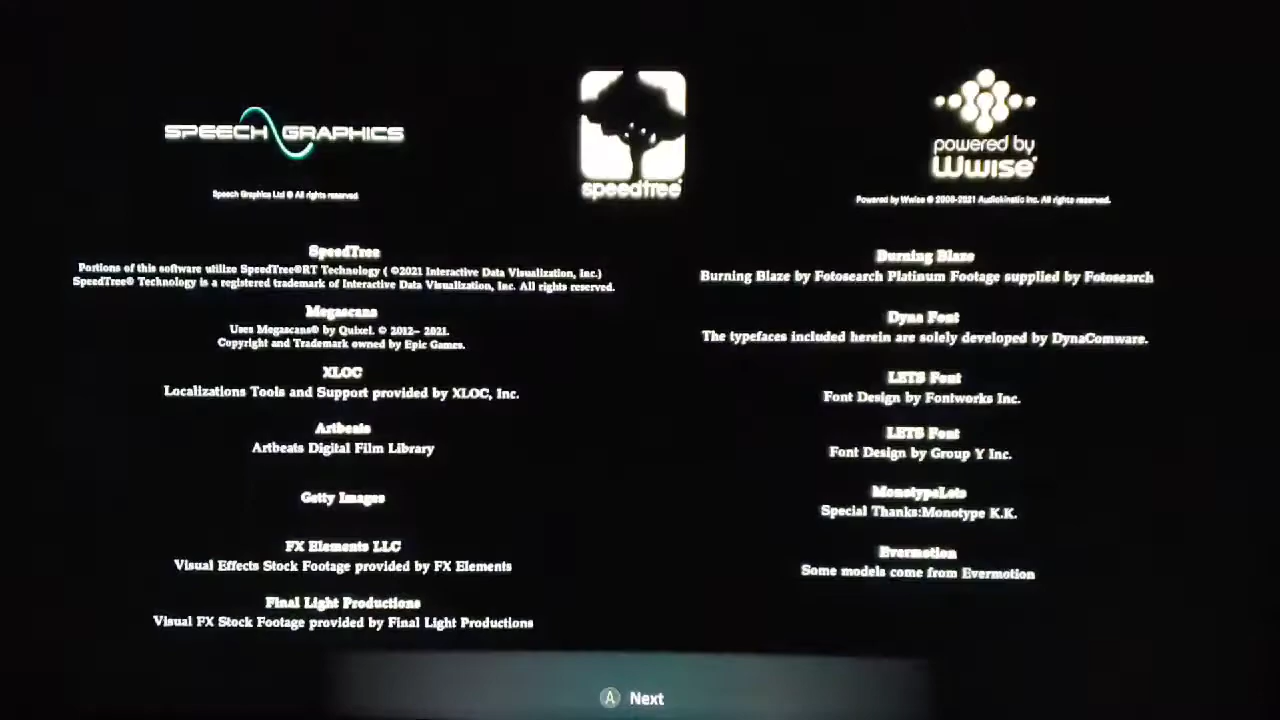 SPEECH GRAPHICS
Speech Graphics Ltd © All rights reserved.
speedtree®
powered by
Wwise®
Powered by Wwise © 2006-2021 Audiokinetic Inc. All rights reserved.
SpeedTree
Portions of this software utilize SpeedTree®RT Technology ( ©2021 Interactive Data Visualization, Inc.)
SpeedTree® Technology is a registered trademark of Interactive Data Visualization, Inc. All rights reserved.
Megascans
Uses Megascans® by Quixel. © 2012– 2021.
Copyright and Trademark owned by Epic Games.
XLOC
Localizations Tools and Support provided by XLOC, Inc.
Artbeats
Artbeats Digital Film Library
Getty Images
FX Elements LLC
Visual Effects Stock Footage provided by FX Elements
Final Light Productions
Visual FX Stock Footage provided by Final Light Productions
Burning Blaze
Burning Blaze by Fotosearch Platinum Footage supplied by Fotosearch
Dyna Font
The typefaces included herein are solely developed by DynaComware.
LETS Font
Font Design by Fontworks Inc.
LETS Font
Font Design by Group Y Inc.
MonotypeLets
Special Thanks:Monotype K.K.
Evermotion
Some models come from Evermotion
A Next